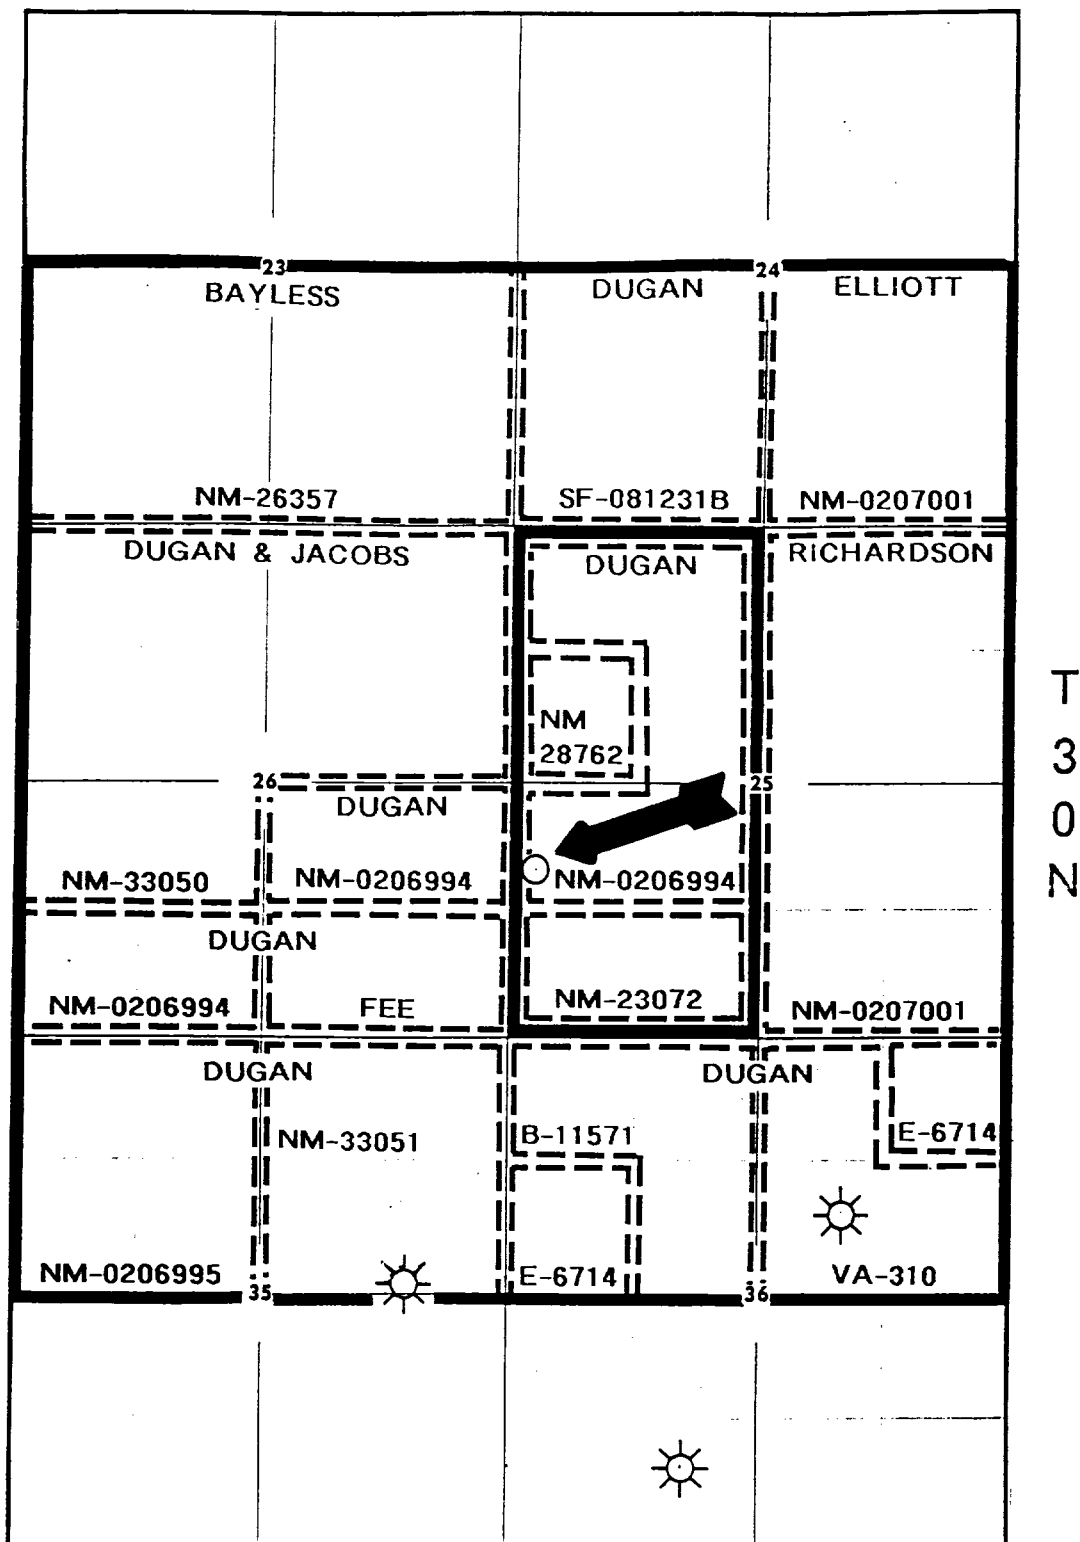 23
24
BAYLESS
DUGAN
ELLIOTT
NM-26357
SF-081231B
NM-0207001
DUGAN & JACOBS
DUGAN
RICHARDSON
NM
28762
T
3
0
N
26
25
DUGAN
NM-33050
NM-0206994
NM-0206994
DUGAN
NM-0206994
FEE
NM-23072
NM-0207001
DUGAN
DUGAN
NM-33051
B-11571
E-6714
NM-0206995
E-6714
VA-310
35
36